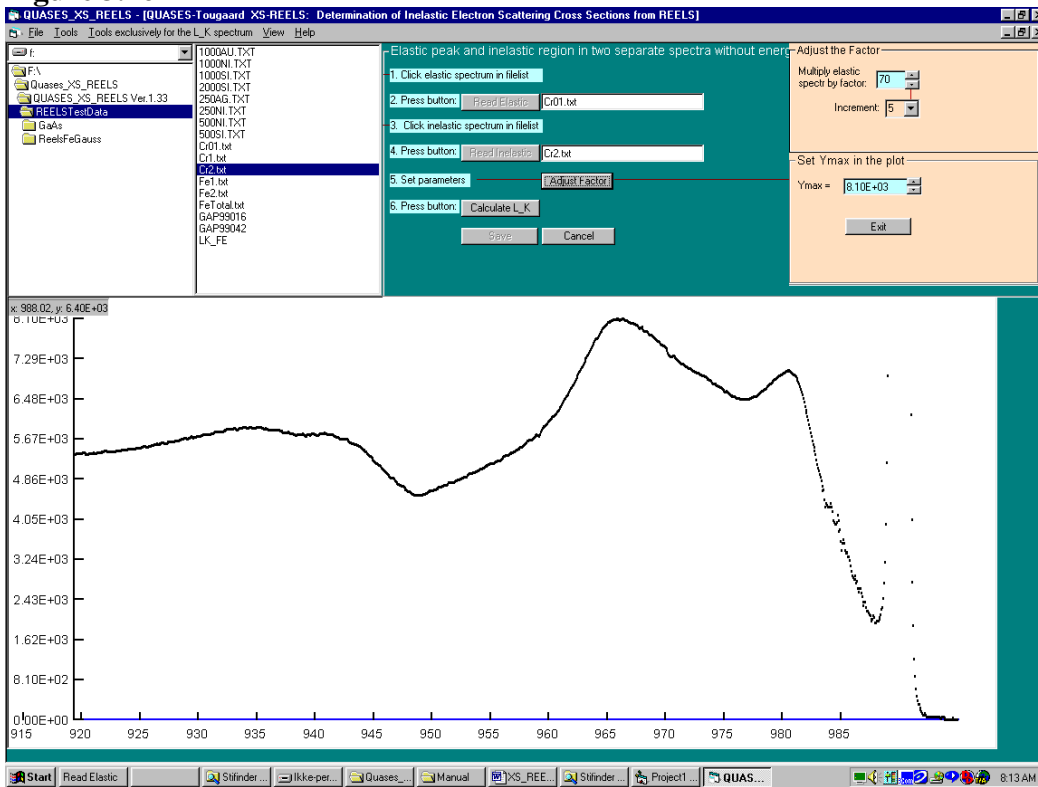 QUASES_XS_REELS - [QUASES-Tougaard XS-REELS: Determination of Inelastic Electron Scattering Cross Sections from REELS]
File Tools Tools exclusively for the L_K spectrum View Help
f:
F:\
Quases_XS_REELS
QUASES_XS_REELS Ver.1.33
REELSTestData
GaAs
ReelsFeGauss
1000AU.TXT
1000NI.TXT
1000SI.TXT
2000SI.TXT
250AG.TXT
250NI.TXT
500NI.TXT
500SI.TXT
Cr01.txt
Cr1.txt
Cr2.txt
Fe1.txt
Fe2.txt
FeTotal.txt
GAP99016
GAP99042
LK_FE
Elastic peak and inelastic region in two separate spectra without energ
1. Click elastic spectrum in filelist
2. Press button: Read Elastic Cr01.txt
3. Click inelastic spectrum in filelist
4. Press button: Read Inelastic Cr2.txt
5. Set parameters Adjust Factor
6. Press button: Calculate L_K
Save Cancel
Adjust the Factor
Multiply elastic
spectr by factor: 70
Increment: 5
Set Ymax in the plot
Ymax = 8.10E+03
Exit
x: 988.02, y: 6.40E+03
8.10E+03
7.29E+03
6.48E+03
5.67E+03
4.86E+03
4.05E+03
3.24E+03
2.43E+03
1.62E+03
8.10E+02
0.00E+00
915 920 925 930 935 940 945 950 955 960 965 970 975 980 985
Start Read Elastic Stifinder ... Ikke-per... Quases_... Manual XS_REE... Stifinder ... Project1 ... QUAS... 8:13 AM